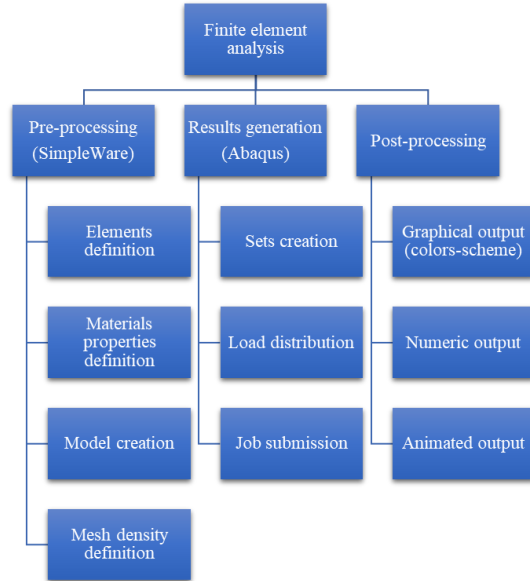 Finite element
analysis
Pre-processing
(SimpleWare)
Results generation
(Abaqus)
Post-processing
Elements
definition
Sets creation
Graphical output
(colors-scheme)
Materials
properties
definition
Load distribution
Numeric output
Model creation
Job submission
Animated output
Mesh density
definition